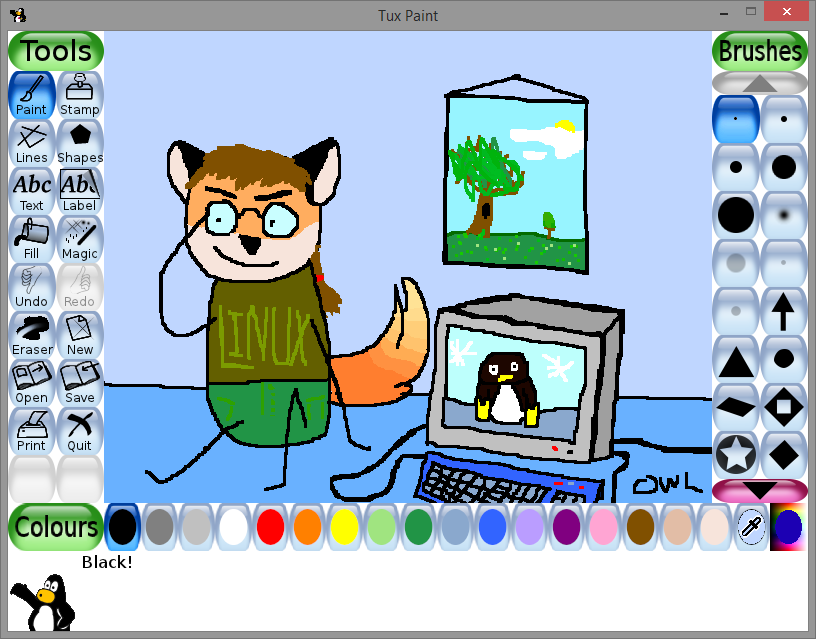 Tux Paint
Tools
Brushes
Paint
Stamp
Lines
Shapes
Abc
Text
Abc
Label
Fill
Magic
Undo
Redo
Eraser
New
Open
Save
Print
Quit
LINUX
OWL
Colours
Black!